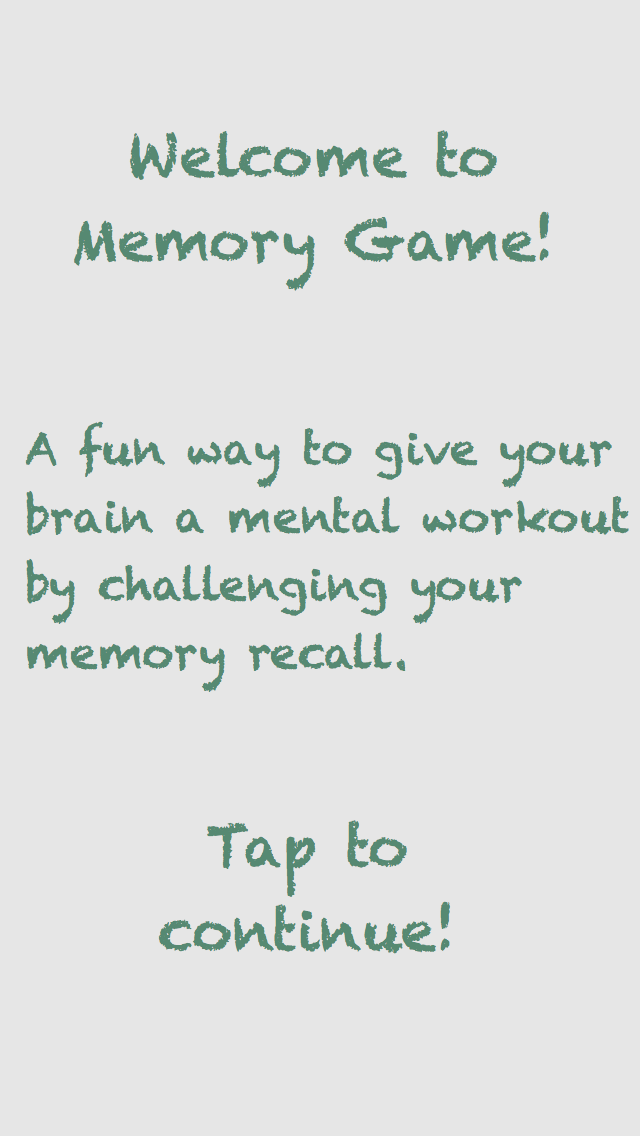 Welcome to
Memory Game!
A fun way to give your
brain a mental workout
by challenging your
memory recall.
Tap to
continue!